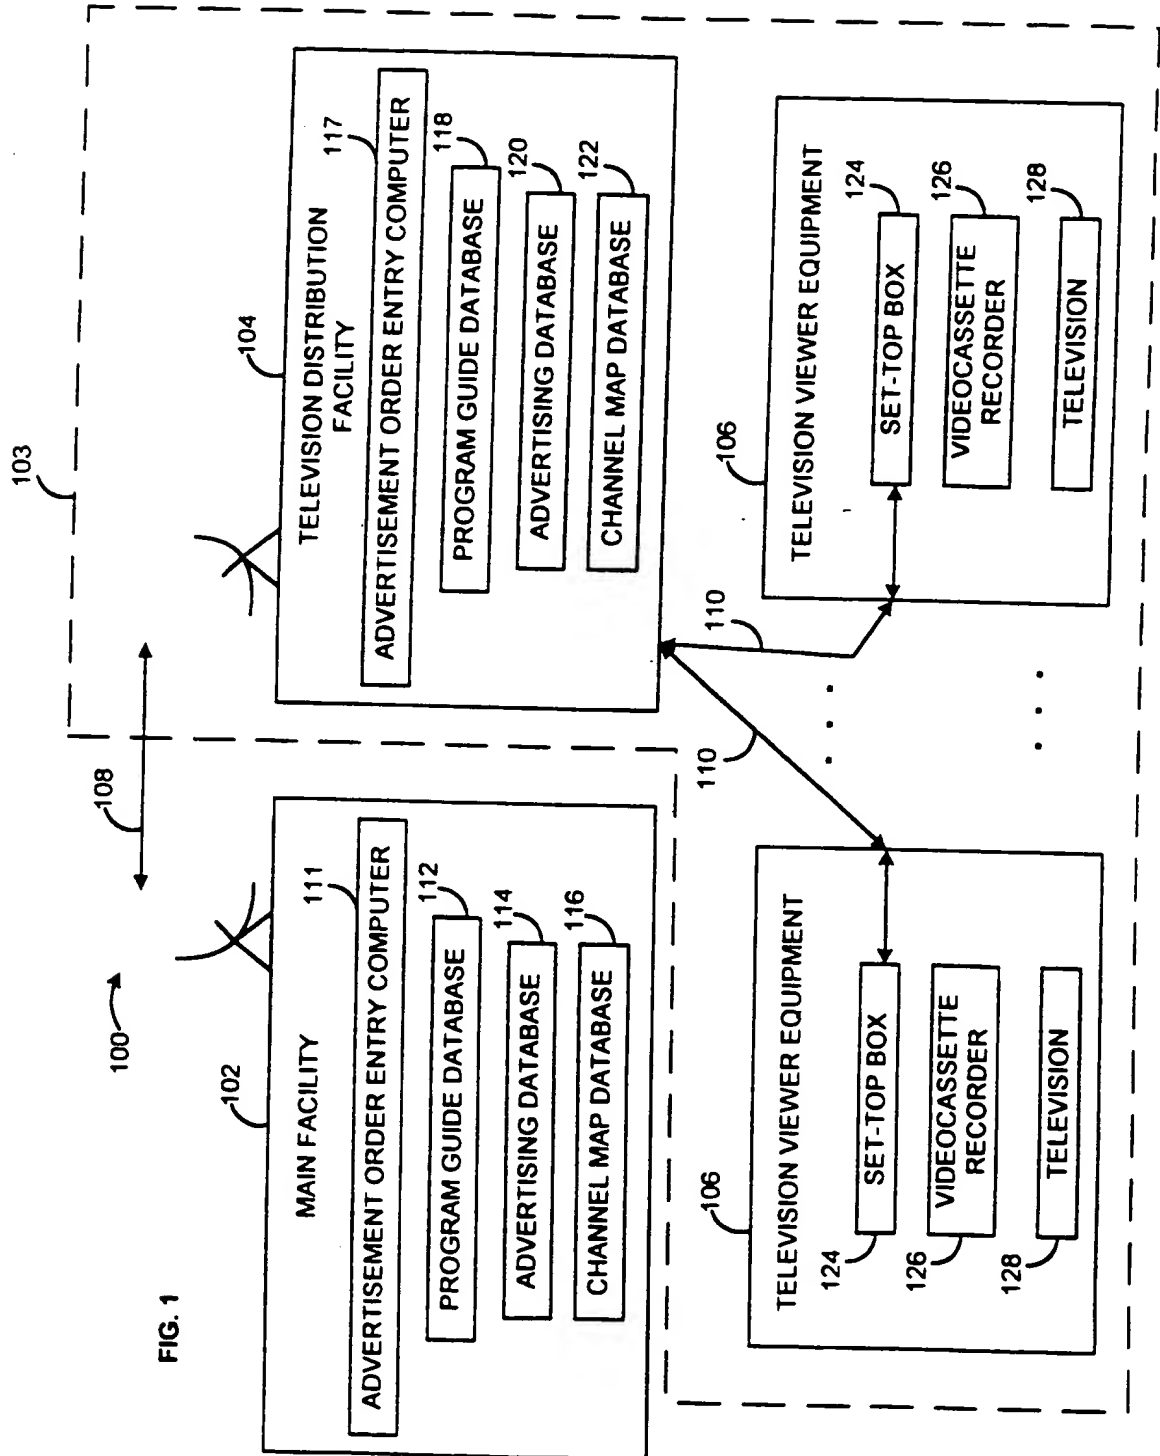 FIG. 1
100
102
MAIN FACILITY
111
ADVERTISEMENT ORDER ENTRY COMPUTER
112
PROGRAM GUIDE DATABASE
114
ADVERTISING DATABASE
116
CHANNEL MAP DATABASE
108
103
104
TELEVISION DISTRIBUTION
FACILITY
117
ADVERTISEMENT ORDER ENTRY COMPUTER
118
PROGRAM GUIDE DATABASE
120
ADVERTISING DATABASE
122
CHANNEL MAP DATABASE
110
110
106
TELEVISION VIEWER EQUIPMENT
124
SET-TOP BOX
126
VIDEOCASSETTE
RECORDER
128
TELEVISION
. . .
. . .
106
TELEVISION VIEWER EQUIPMENT
124
SET-TOP BOX
126
VIDEOCASSETTE
RECORDER
128
TELEVISION